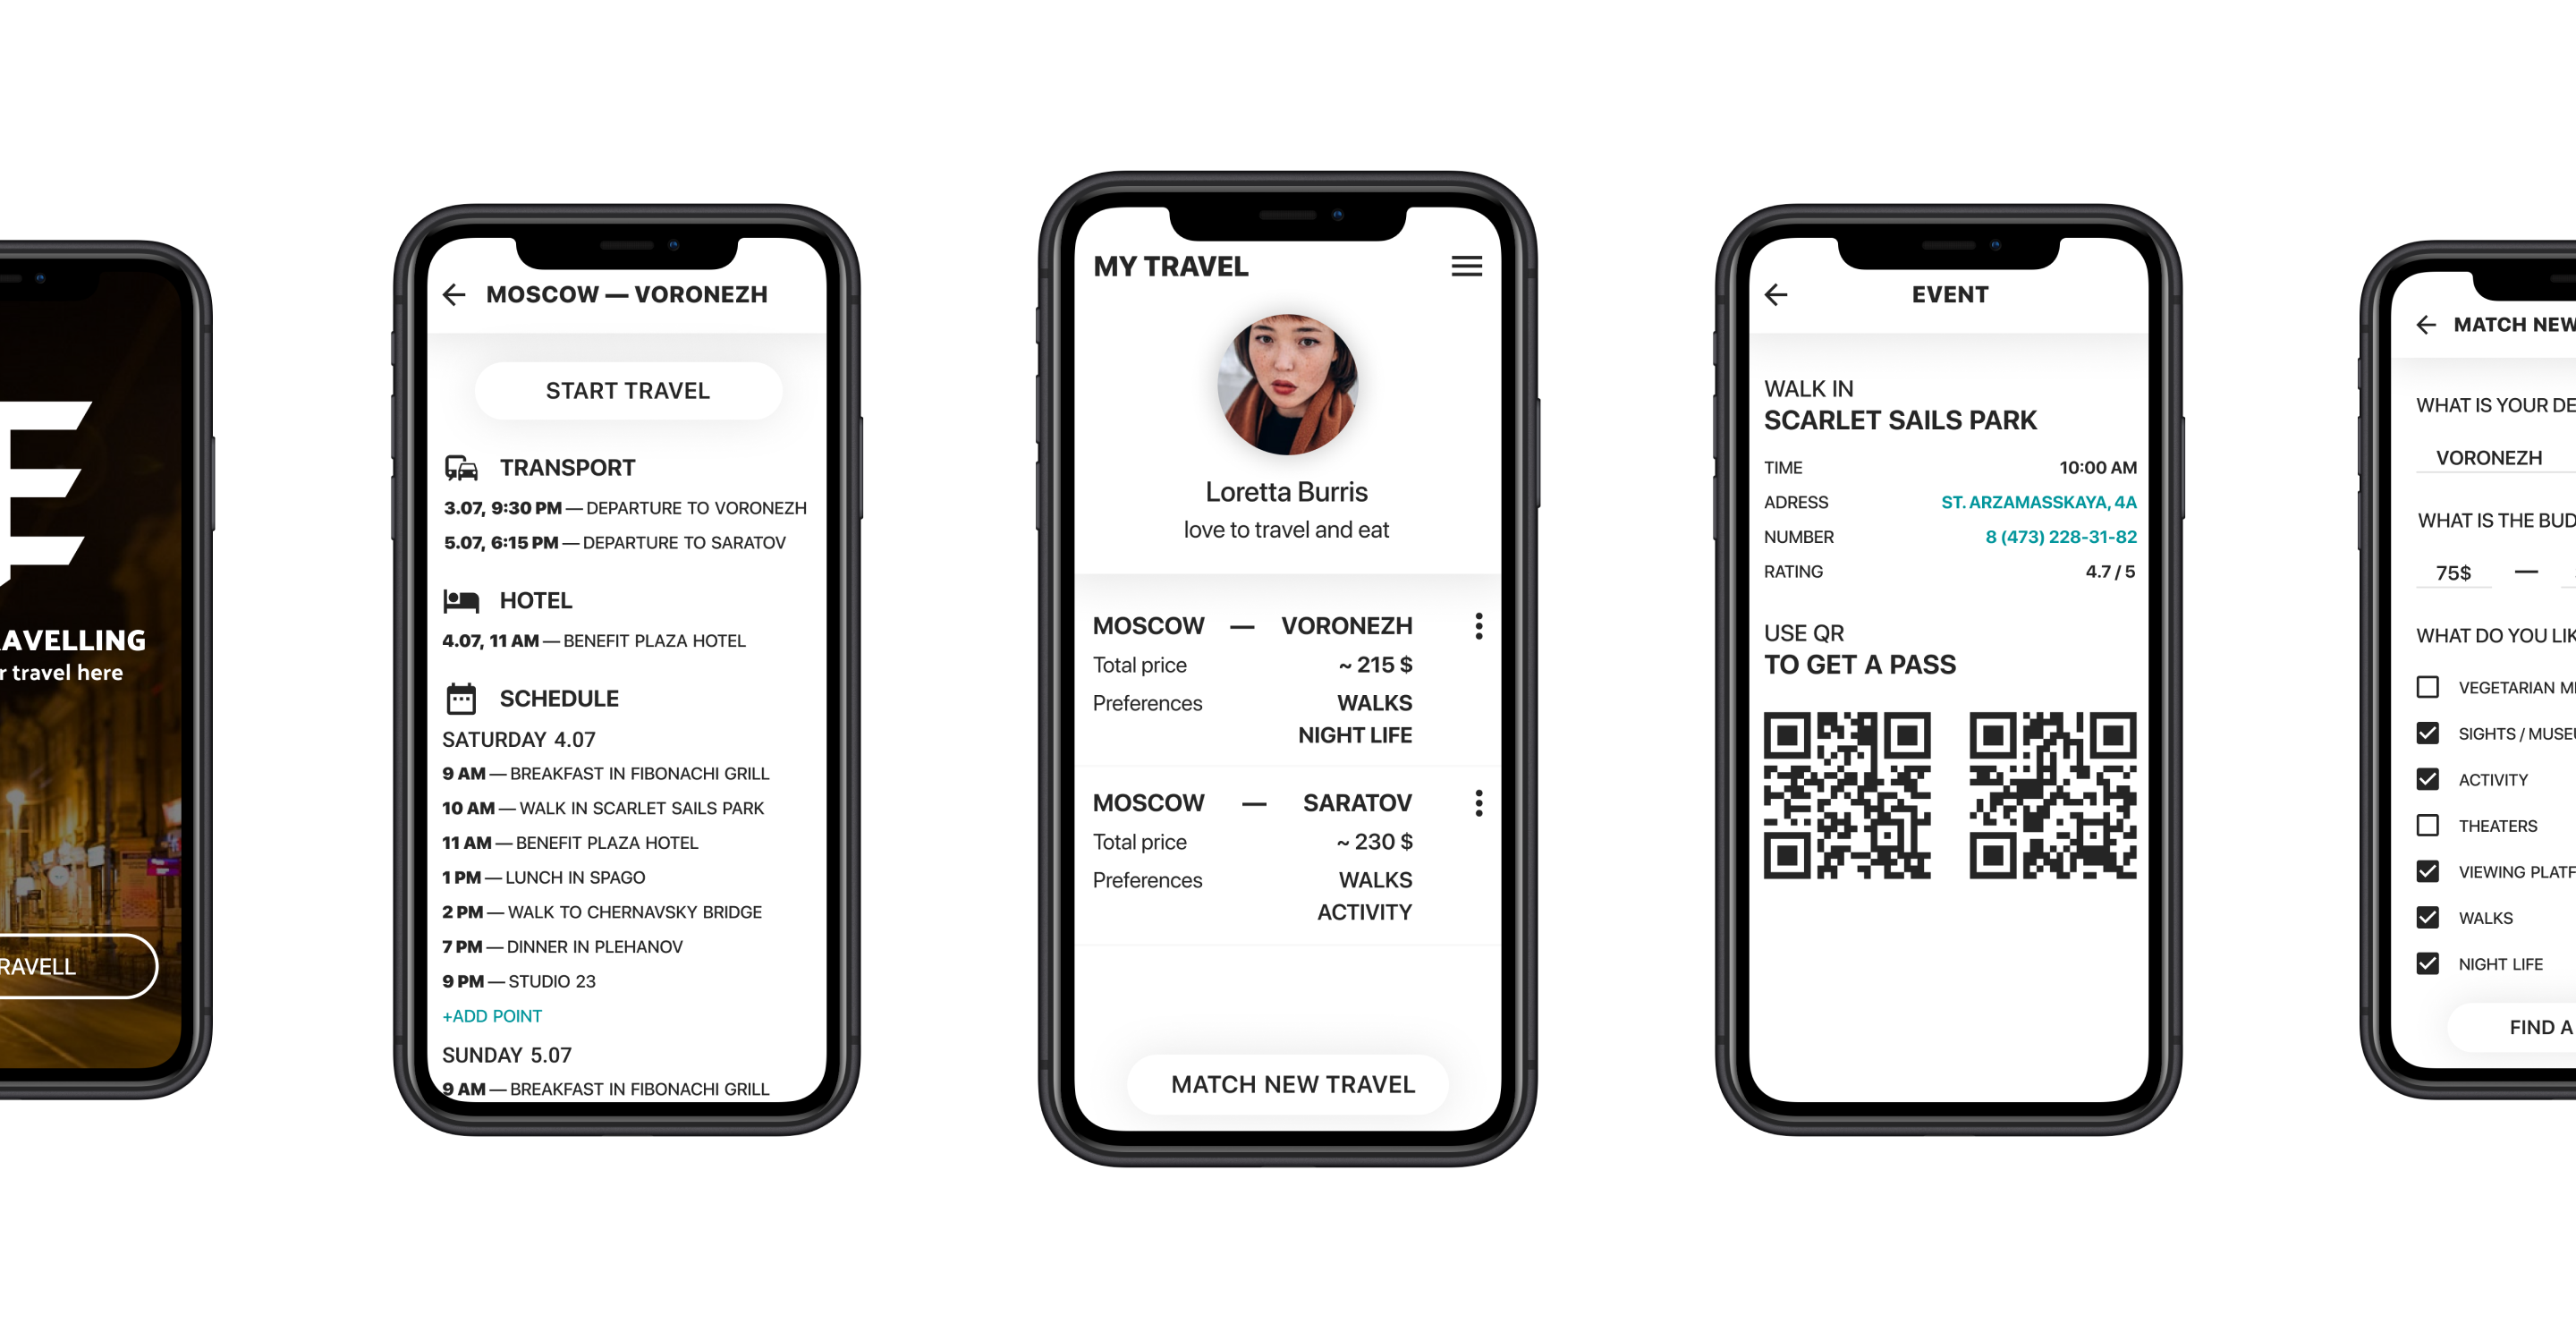 AVELLING
r travel here
RAVELL
MOSCOW — VORONEZH
START TRAVEL
TRANSPORT
3.07, 9:30 PM — DEPARTURE TO VORONEZH
5.07, 6:15 PM — DEPARTURE TO SARATOV
HOTEL
4.07, 11 AM — BENEFIT PLAZA HOTEL
SCHEDULE
SATURDAY 4.07
9 AM — BREAKFAST IN FIBONACHI GRILL
10 AM — WALK IN SCARLET SAILS PARK
11 AM — BENEFIT PLAZA HOTEL
1 PM — LUNCH IN SPAGO
2 PM — WALK TO CHERNAVSKY BRIDGE
7 PM — DINNER IN PLEHANOV
9 PM — STUDIO 23
+ADD POINT
SUNDAY 5.07
9 AM — BREAKFAST IN FIBONACHI GRILL
MY TRAVEL
Loretta Burris
love to travel and eat
MOSCOW — VORONEZH
Total price ~ 215 $
Preferences WALKS
NIGHT LIFE
MOSCOW — SARATOV
Total price ~ 230 $
Preferences WALKS
ACTIVITY
MATCH NEW TRAVEL
EVENT
WALK IN
SCARLET SAILS PARK
TIME 10:00 AM
ADRESS ST. ARZAMASSKAYA, 4A
NUMBER 8 (473) 228-31-82
RATING 4.7 / 5
USE QR
TO GET A PASS
MATCH NEW
WHAT IS YOUR DE
VORONEZH
WHAT IS THE BUD
75$ —
WHAT DO YOU LIK
VEGETARIAN M
SIGHTS / MUSEU
ACTIVITY
THEATERS
VIEWING PLATF
WALKS
NIGHT LIFE
FIND A